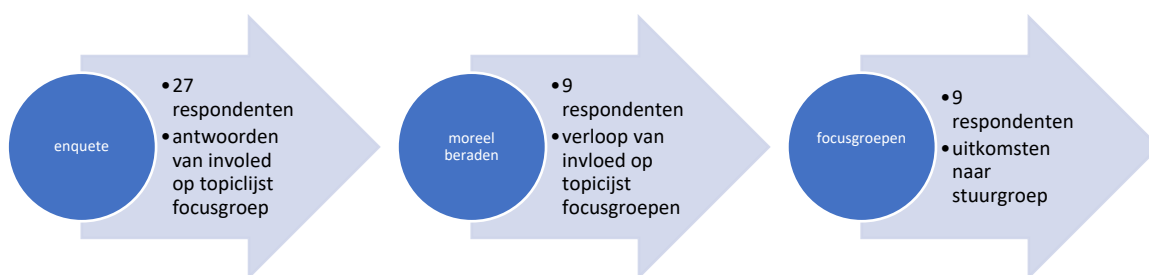 enquete
•27
respondenten
•antwoorden
van involed
op topiclijst
focusgroep
moreel
beraden
•9
respondenten
•verloop van
invloed op
topicijst
focusgroepen
focusgroepen
•9
respondenten
•uitkomsten
naar
stuurgroep